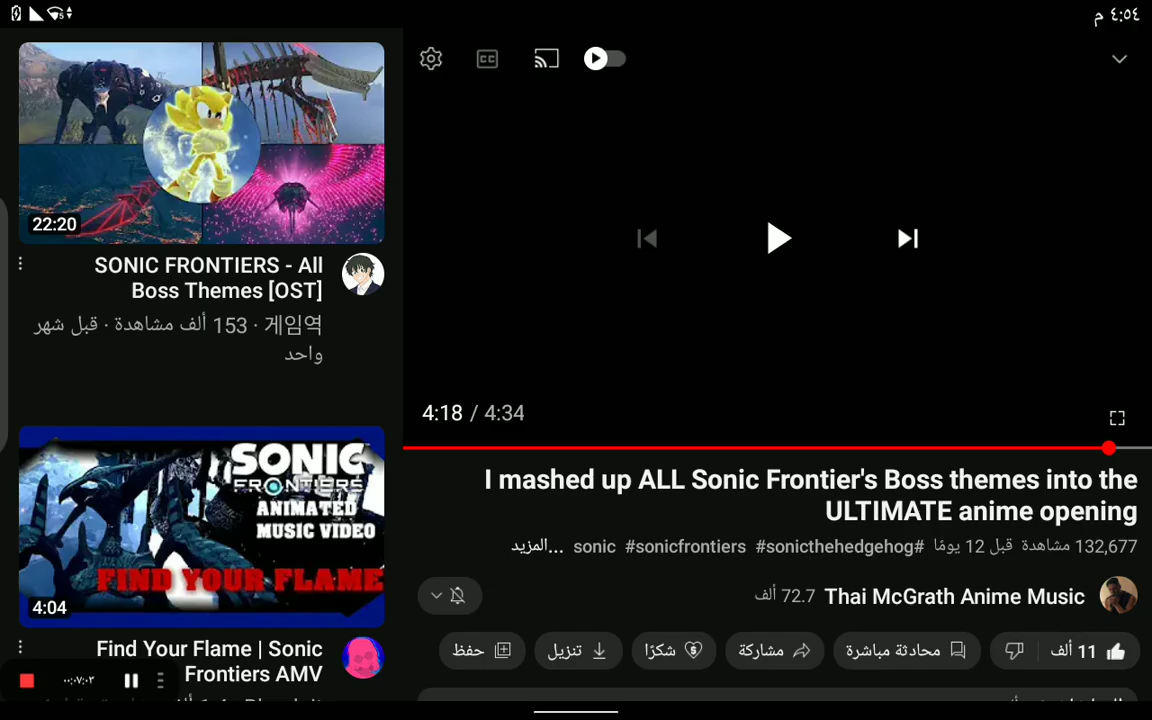 ٤:٥٤ م
22:20
SONIC FRONTIERS - All
Boss Themes [OST]
게임역 · 153 ألف مشاهدة · قبل شهر
واحد
SONIC
FRONTIERS
ANIMATED
MUSIC VIDEO
FIND YOUR FLAME
4:04
Find Your Flame | Sonic
Frontiers AMV
٠٠:٠٧:٠٣
CC
4:18 / 4:34
I mashed up ALL Sonic Frontier's Boss themes into the
ULTIMATE anime opening
132,677 مشاهدة قبل 12 يومًا #sonicthehedgehog #sonicfrontiers sonic ...المزيد
Thai McGrath Anime Music 72.7 ألف
11 ألف
محادثة مباشرة
مشاركة
شكرًا
تنزيل
حفظ